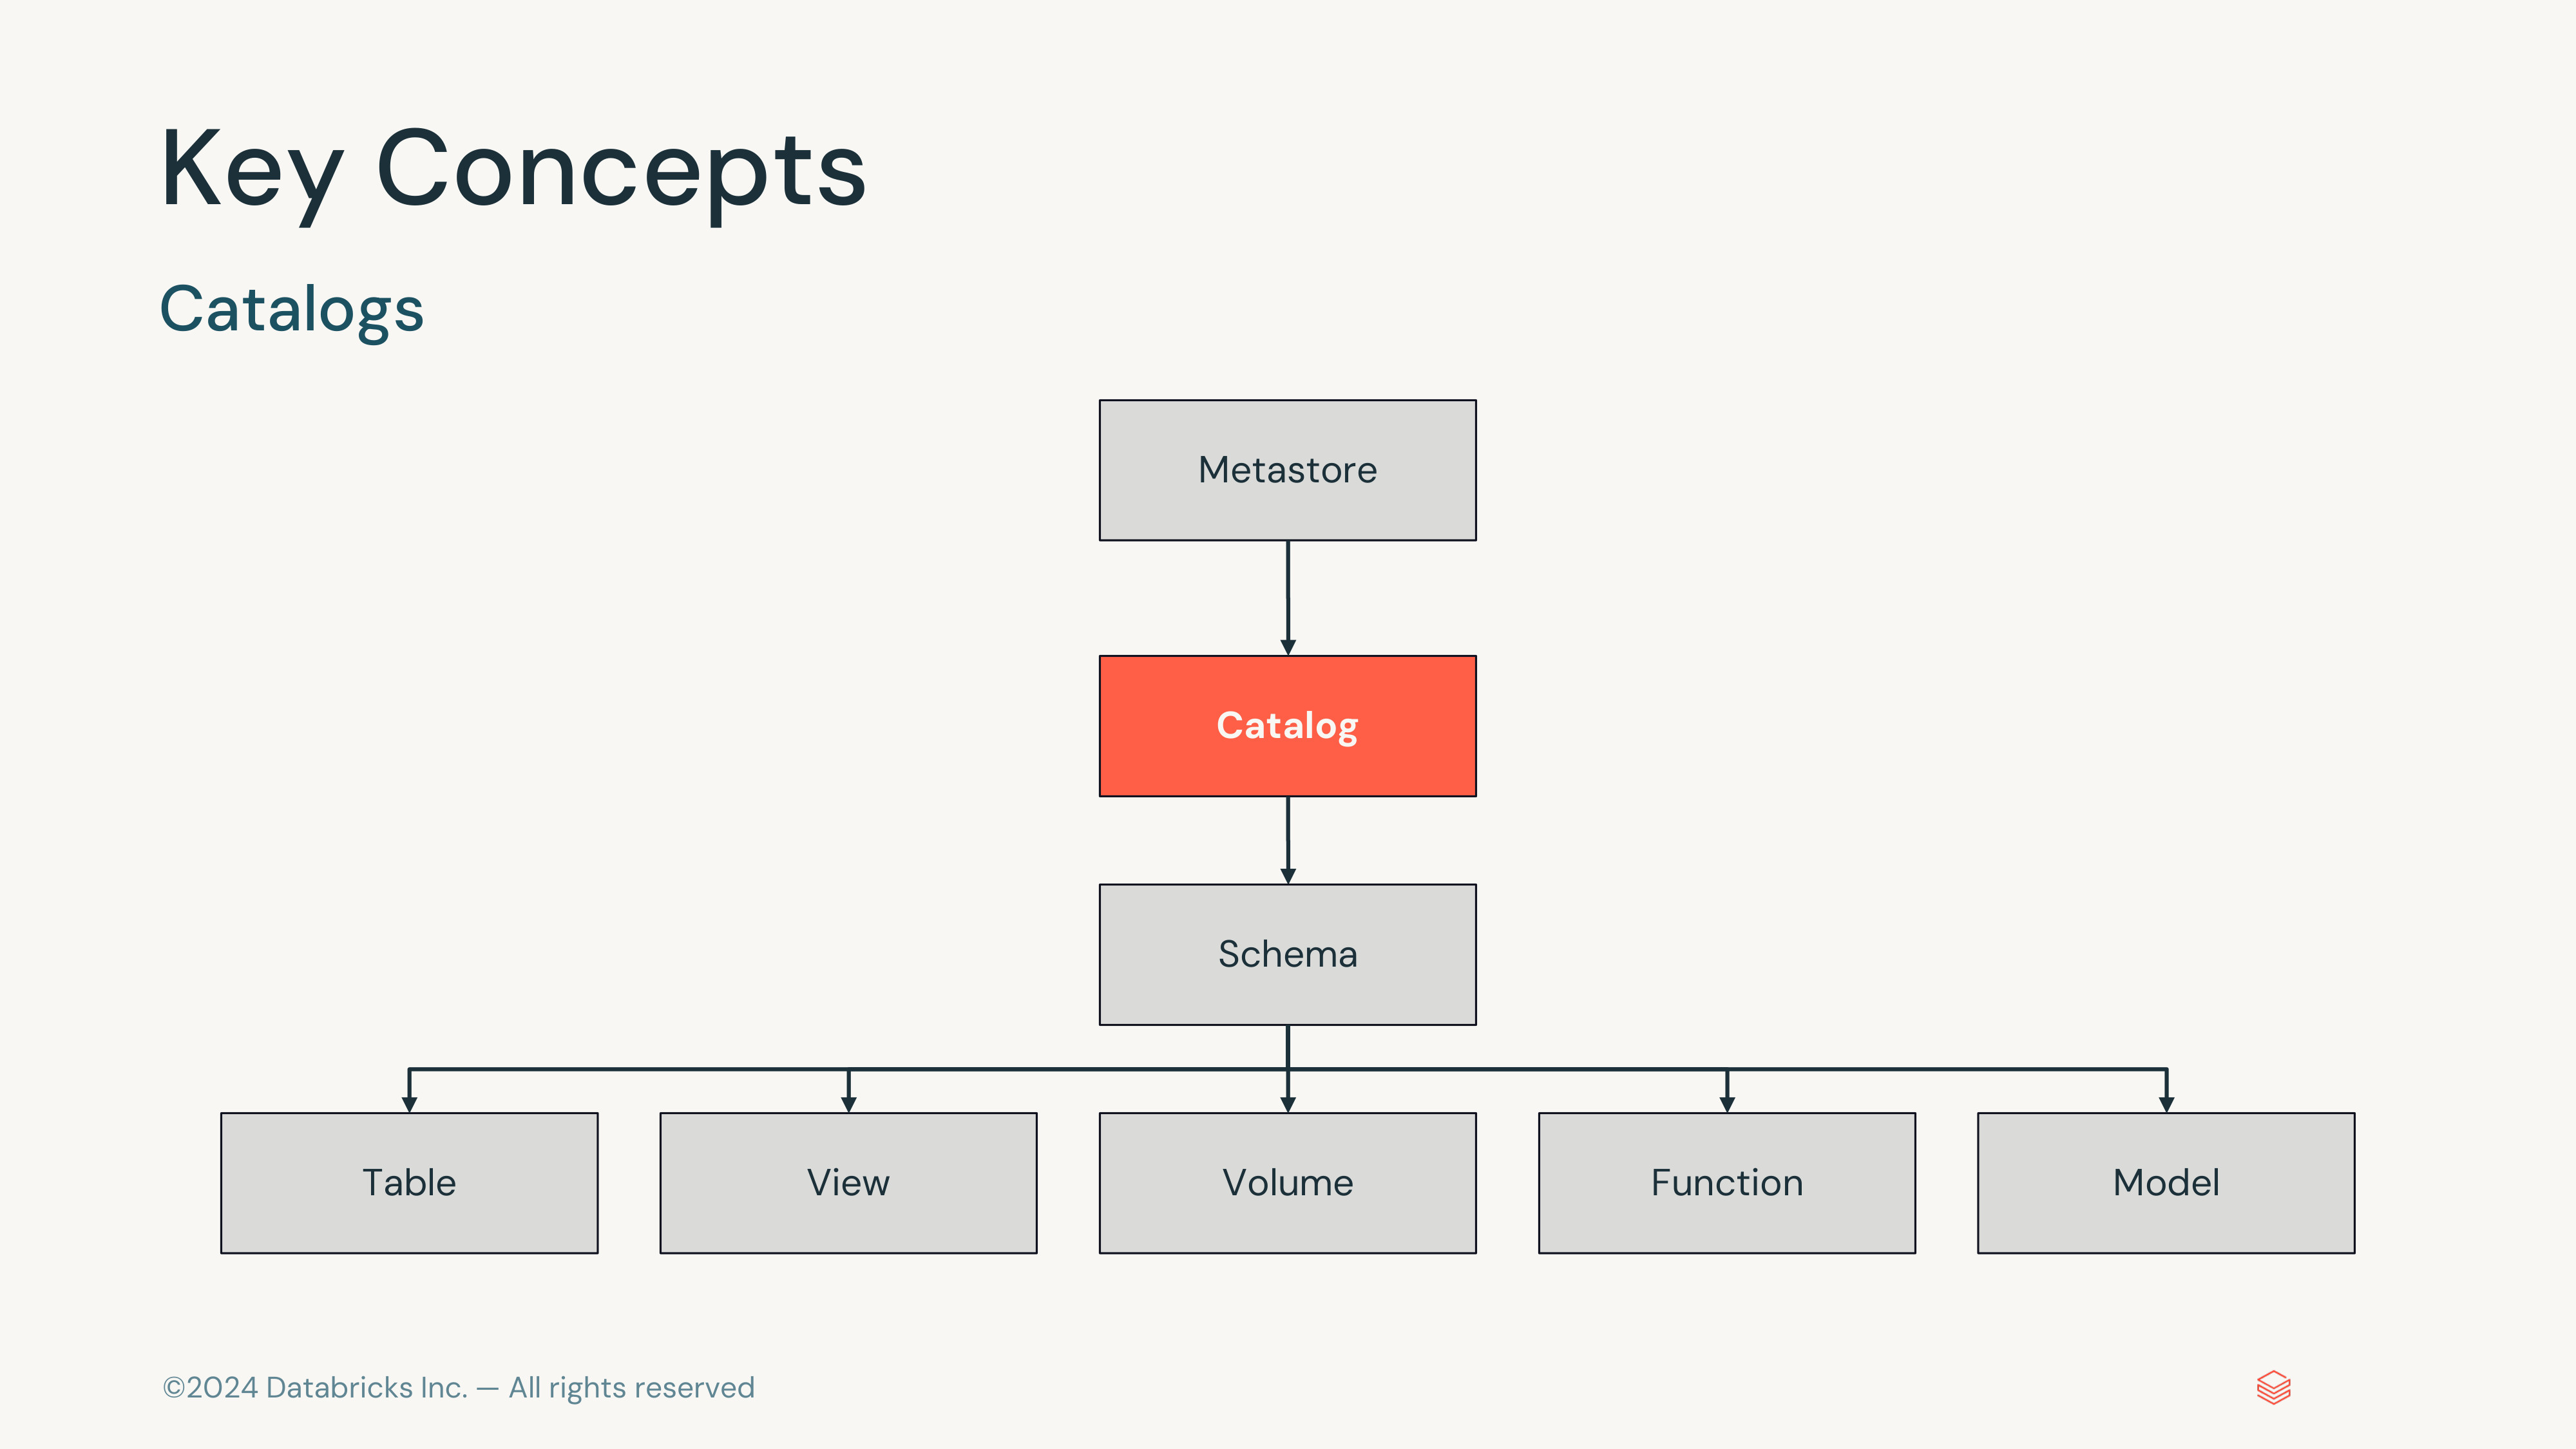 Key Concepts
Catalogs
Metastore
Catalog
Schema
Table
View
Volume
Function
Model
©2024 Databricks Inc. — All rights reserved